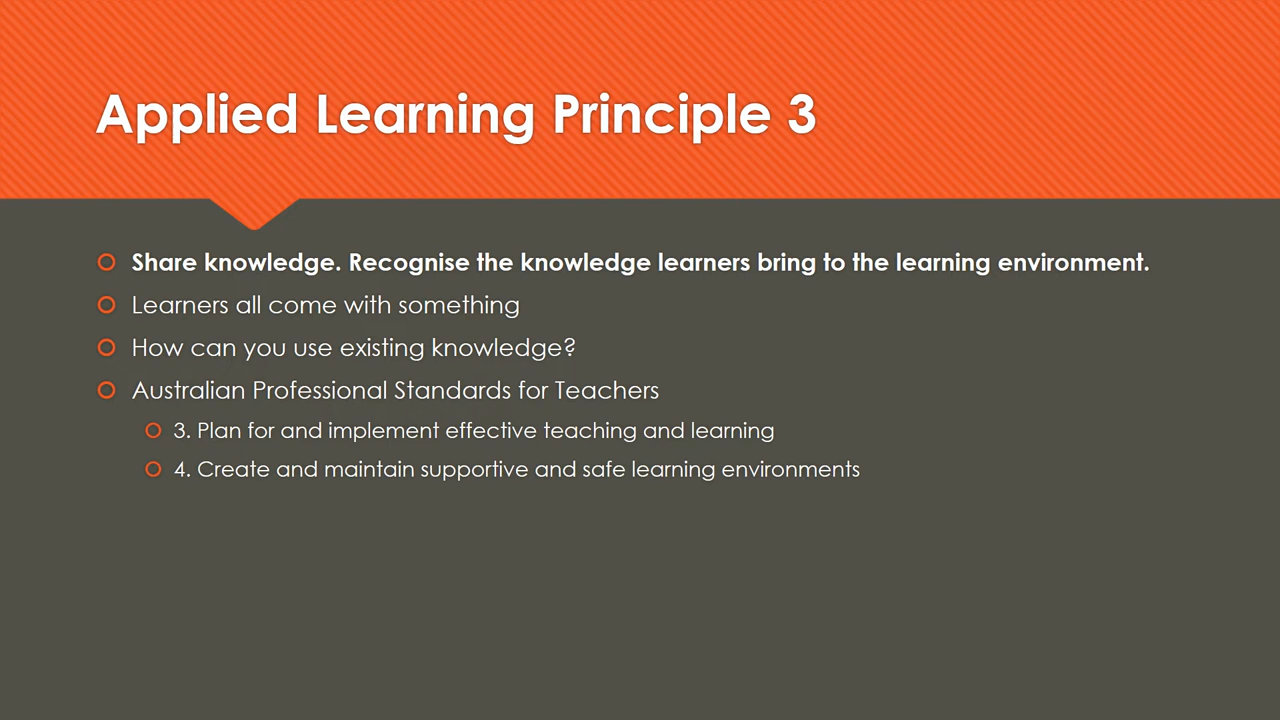 Applied Learning Principle 3
Share knowledge. Recognise the knowledge learners bring to the learning environment.
Learners all come with something
How can you use existing knowledge?
Australian Professional Standards for Teachers
3. Plan for and implement effective teaching and learning
4. Create and maintain supportive and safe learning environments